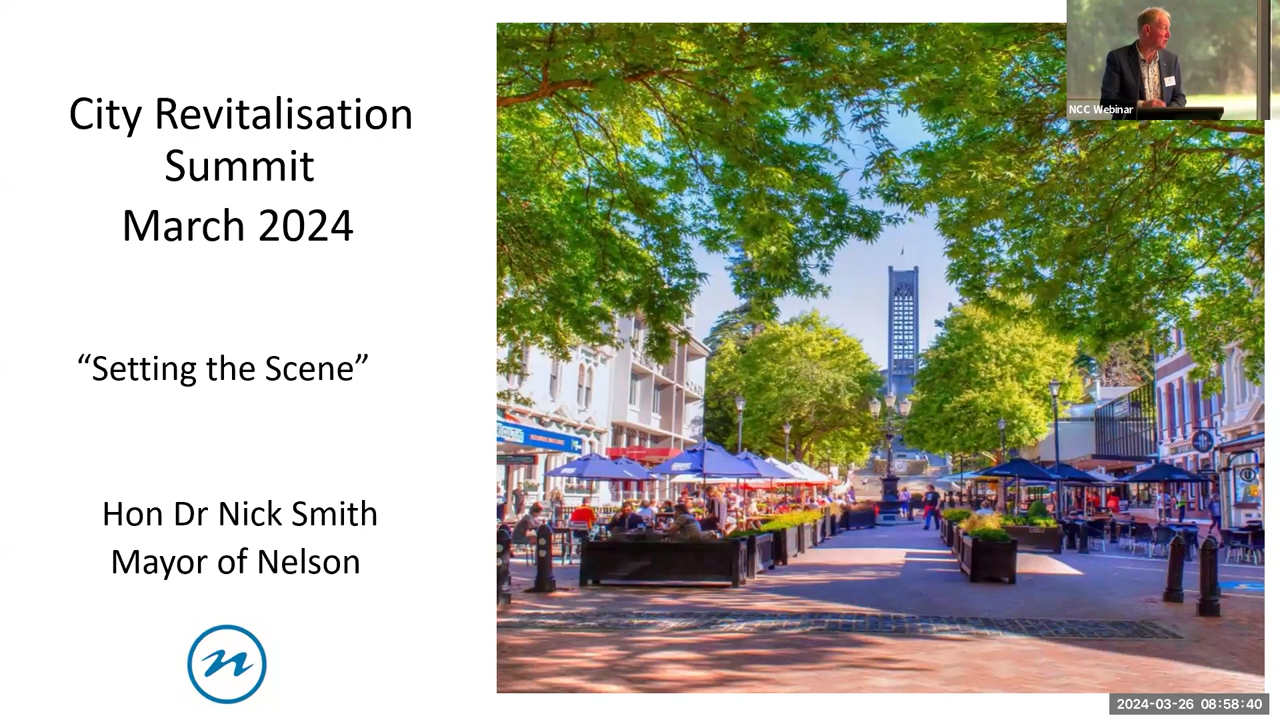 City Revitalisation
Summit
March 2024
“Setting the Scene”
Hon Dr Nick Smith
Mayor of Nelson
n
NCC Webinar
2024-03-26 08:58:40